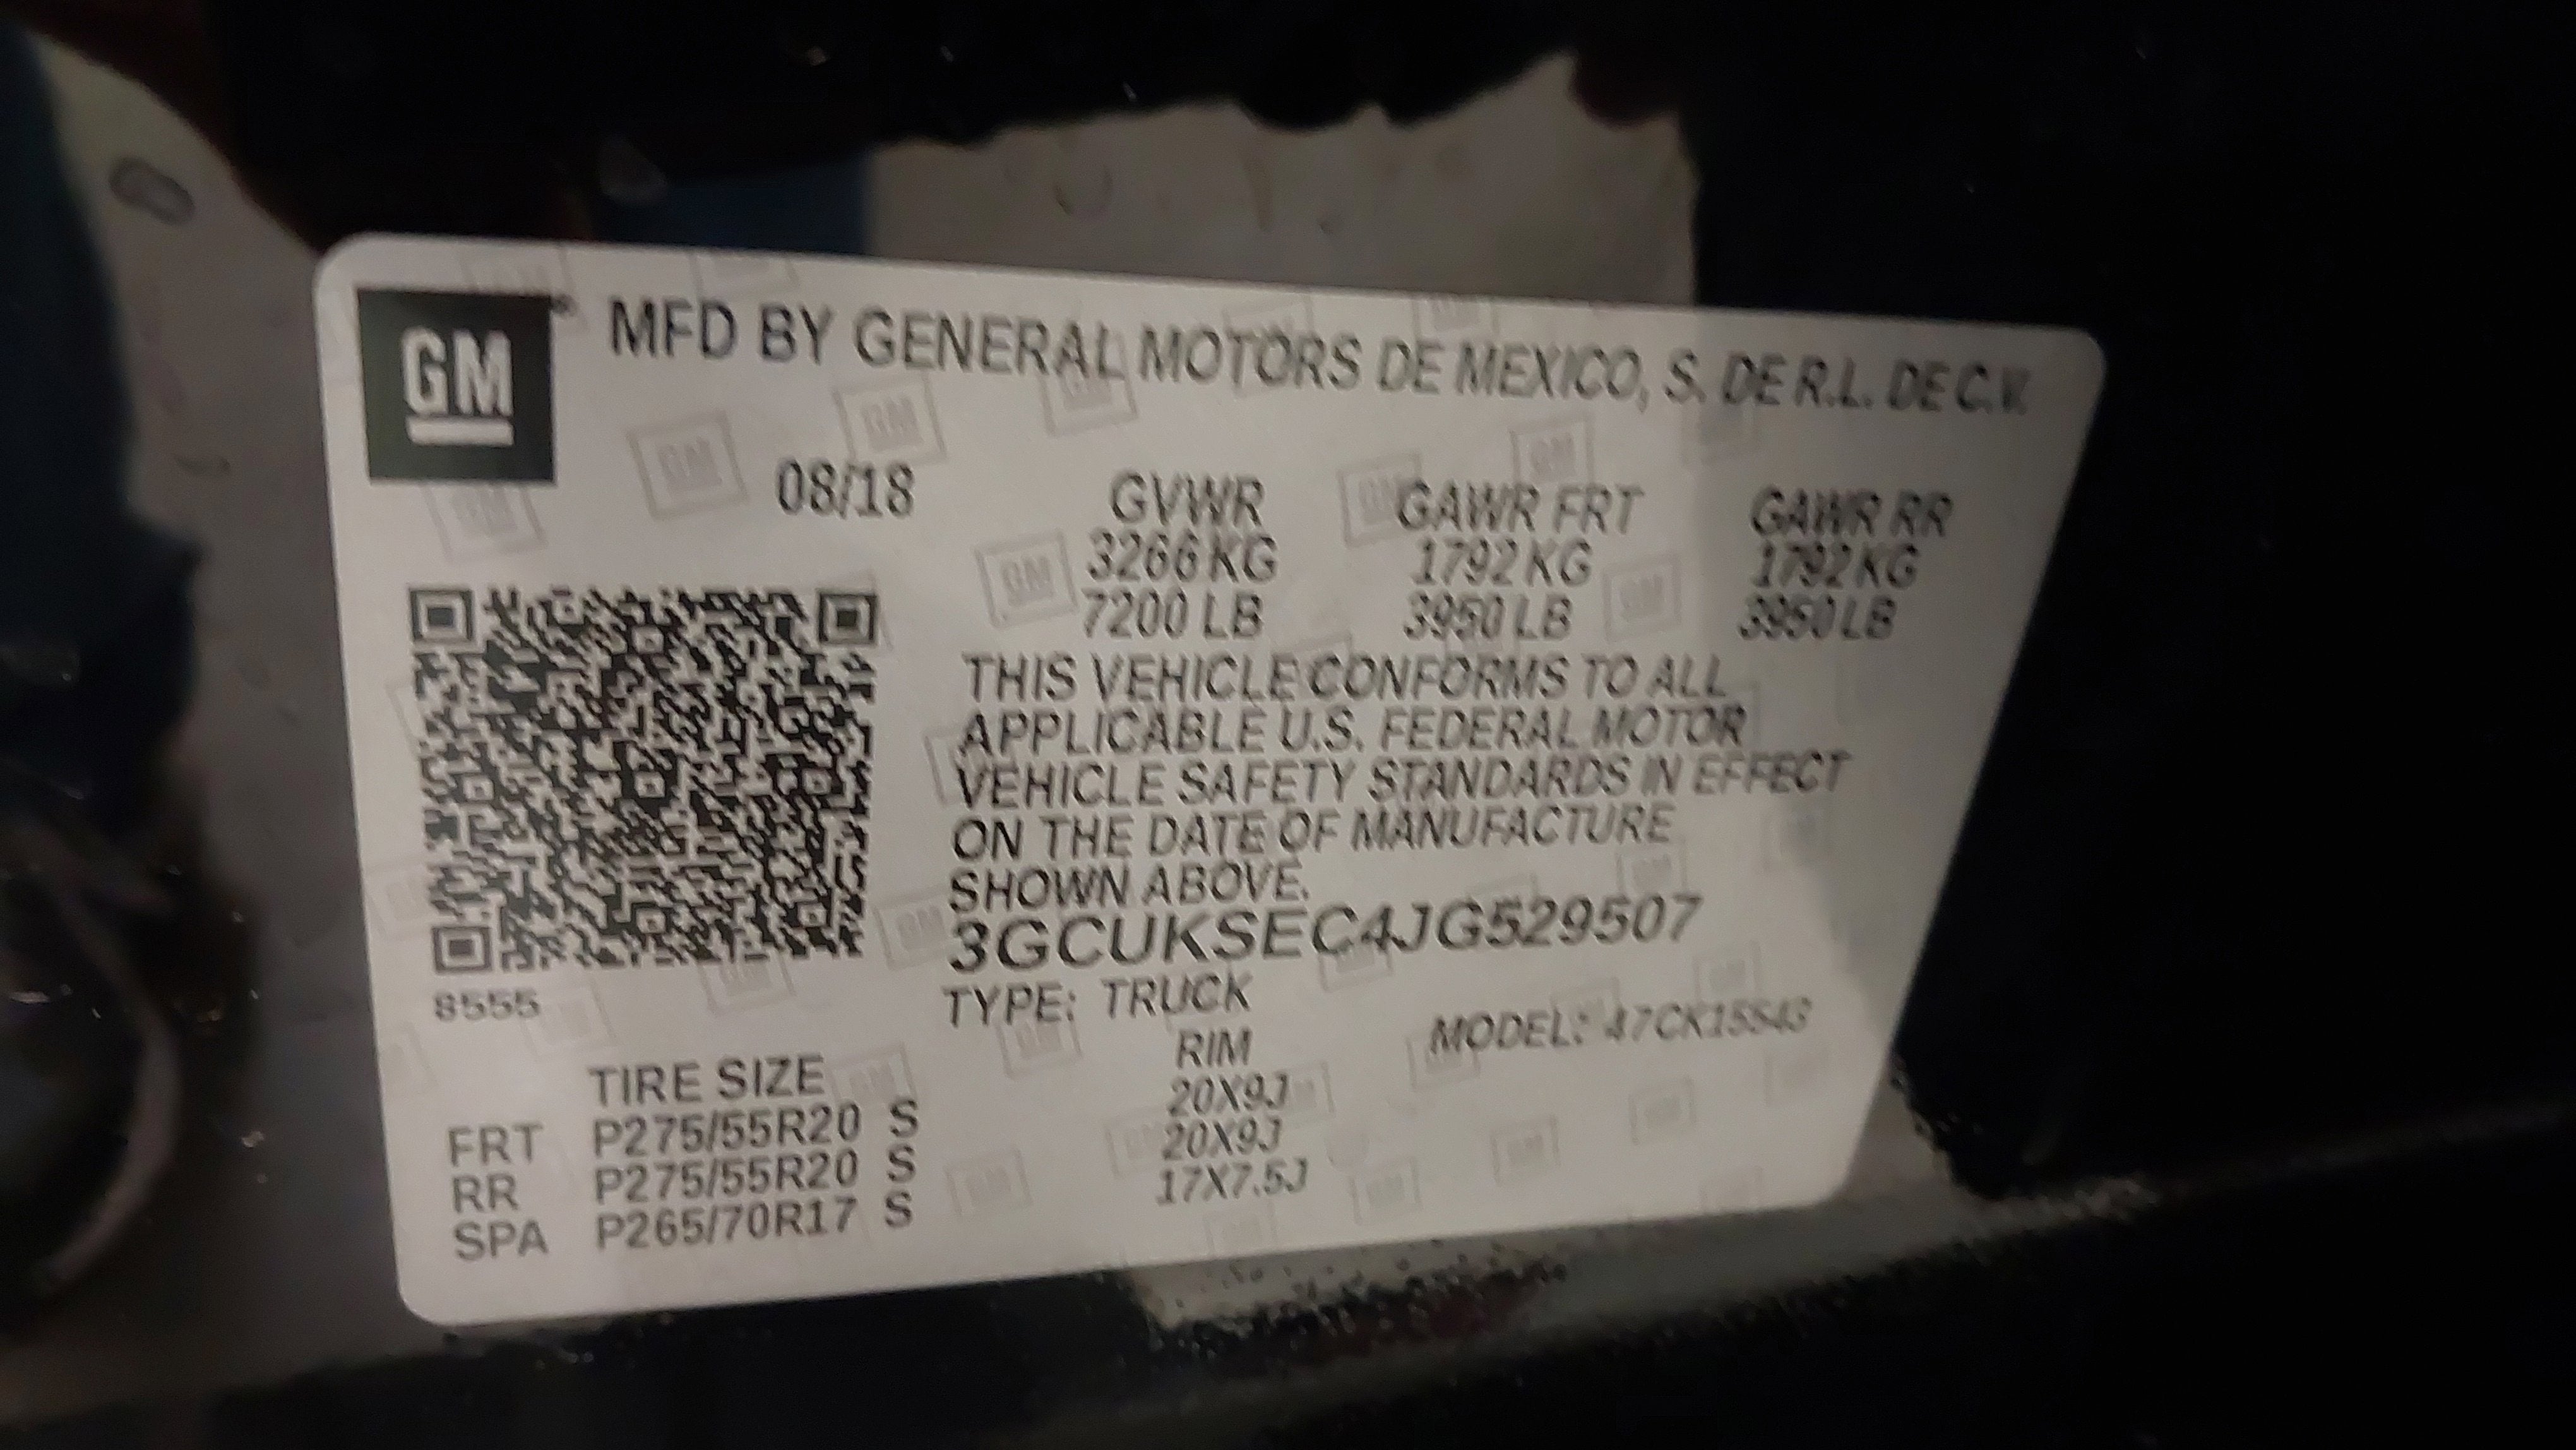 GM
MFD BY GENERAL MOTORS DE MEXICO, S. DE R.L. DE C.V.
08/18 GVWR GAWR FRT GAWR RR
3266 KG 1792 KG 1792 KG
7200 LB 3950 LB 3950 LB
THIS VEHICLE CONFORMS TO ALL
APPLICABLE U.S. FEDERAL MOTOR
VEHICLE SAFETY STANDARDS IN EFFECT
ON THE DATE OF MANUFACTURE
SHOWN ABOVE.
3GCUKSEC4JG529507
8555
TYPE: TRUCK MODEL: 47CK15543
TIRE SIZE RIM
FRT P275/55R20 S 20X9J
RR P275/55R20 S 20X9J
SPA P265/70R17 S 17X7.5J